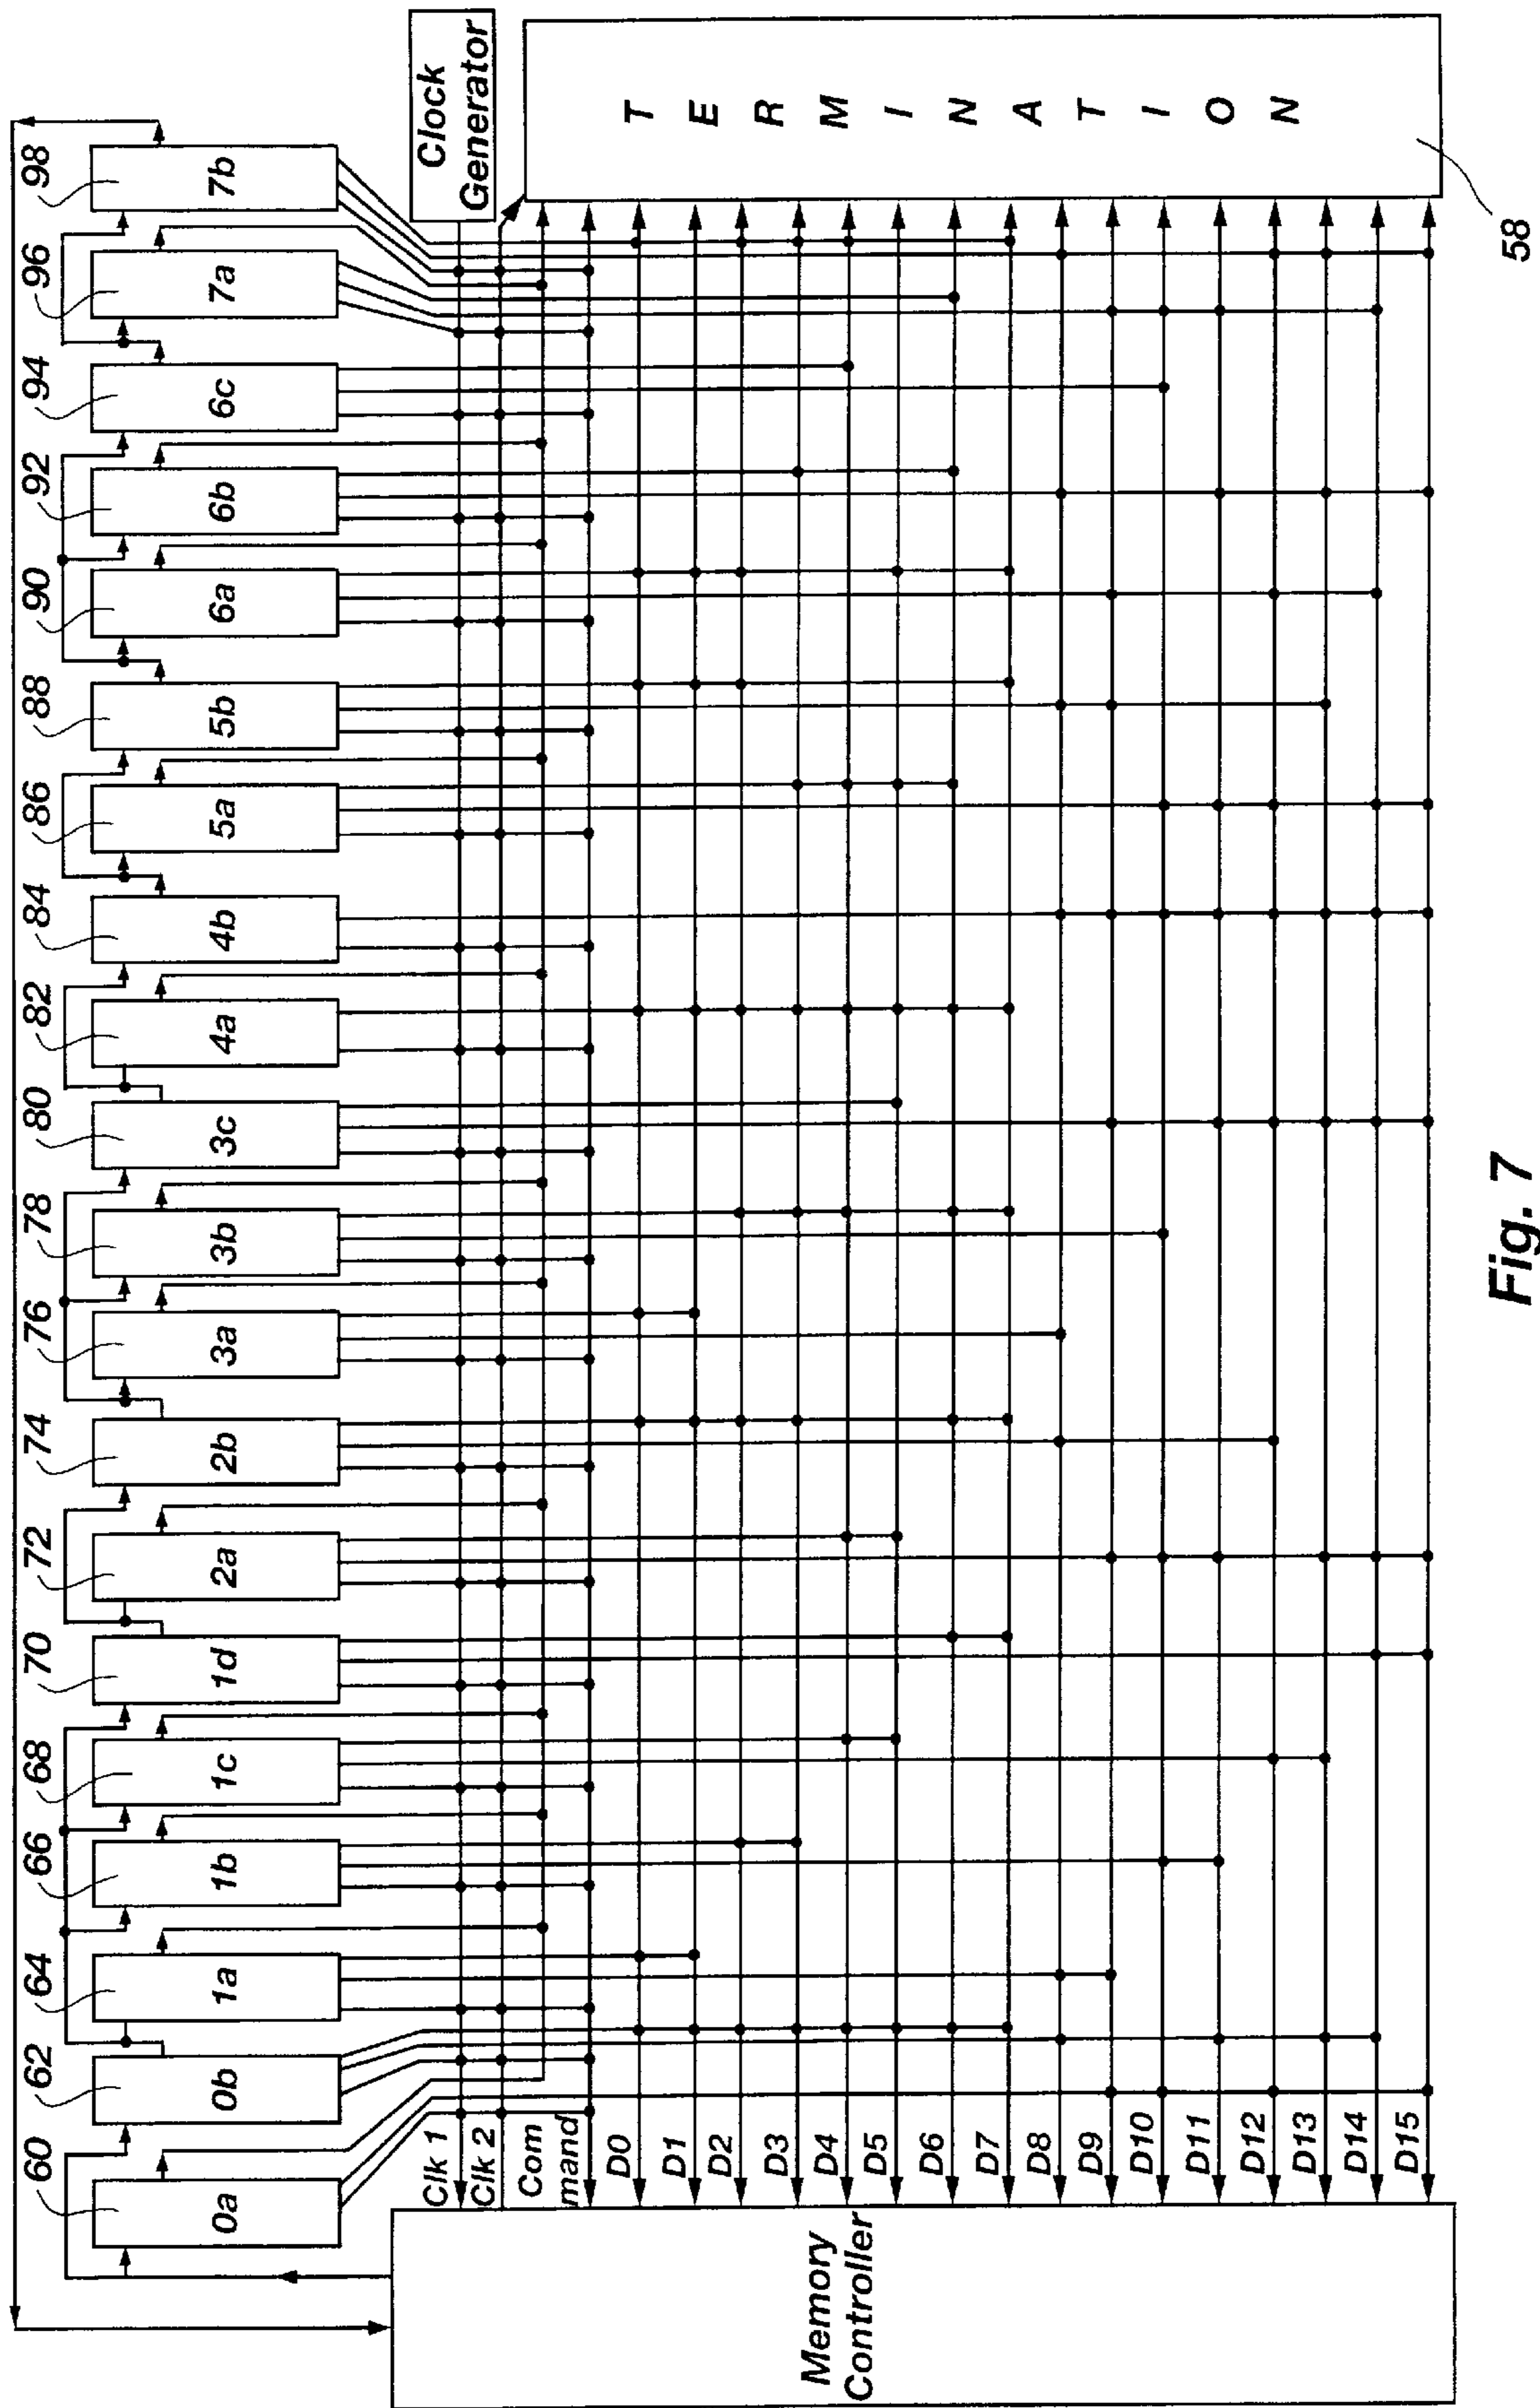 60 62 64 66 68 70 72 74 76 78 80 82 84 86 88 90 92 94 96 98
0a 0b 1a 1b 1c 1d 2a 2b 3a 3b 3c 4a 4b 5a 5b 6a 6b 6c 7a 7b
Clock
Generator
Clk 1
Clk 2
Com
mand
D0
D1
D2
D3
D4
D5
D6
D7
D8
D9
D10
D11
D12
D13
D14
D15
Memory
Controller
TERMINATION
58
Fig. 7